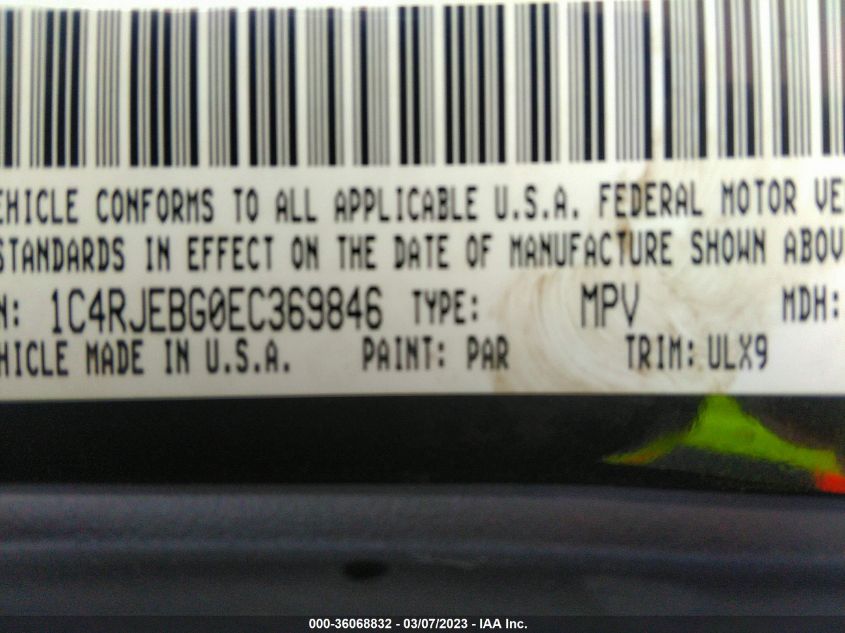 EHICLE CONFORMS TO ALL APPLICABLE U.S.A. FEDERAL MOTOR VE
STANDARDS IN EFFECT ON THE DATE OF MANUFACTURE SHOWN ABOV
N: 1C4RJEBG0EC369846 TYPE: MPV MDH:
HICLE MADE IN U.S.A. PAINT: PAR TRIM: ULX9
000-36068832 - 03/07/2023 - IAA Inc.